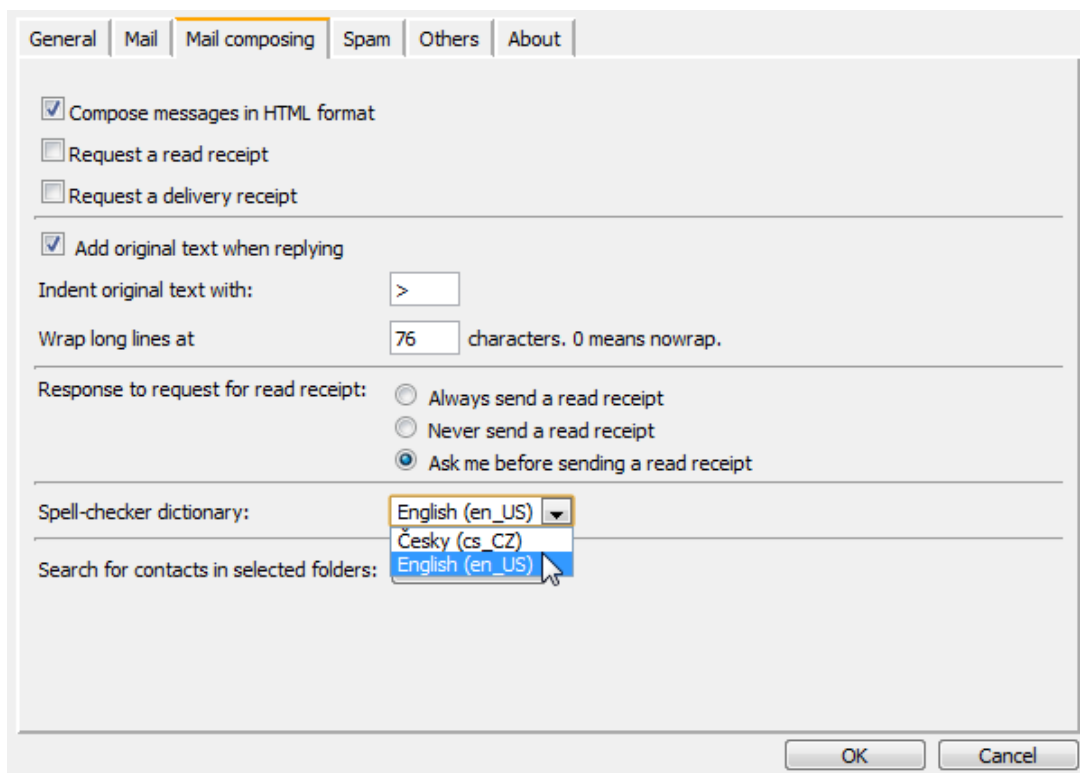 General Mail Mail composing Spam Others About
Compose messages in HTML format
Request a read receipt
Request a delivery receipt
Add original text when replying
Indent original text with: >
Wrap long lines at 76 characters. 0 means nowrap.
Response to request for read receipt: Always send a read receipt
Never send a read receipt
Ask me before sending a read receipt
Spell-checker dictionary: English (en_US)
Česky (cs_CZ)
Search for contacts in selected folders: English (en_US)
OK Cancel